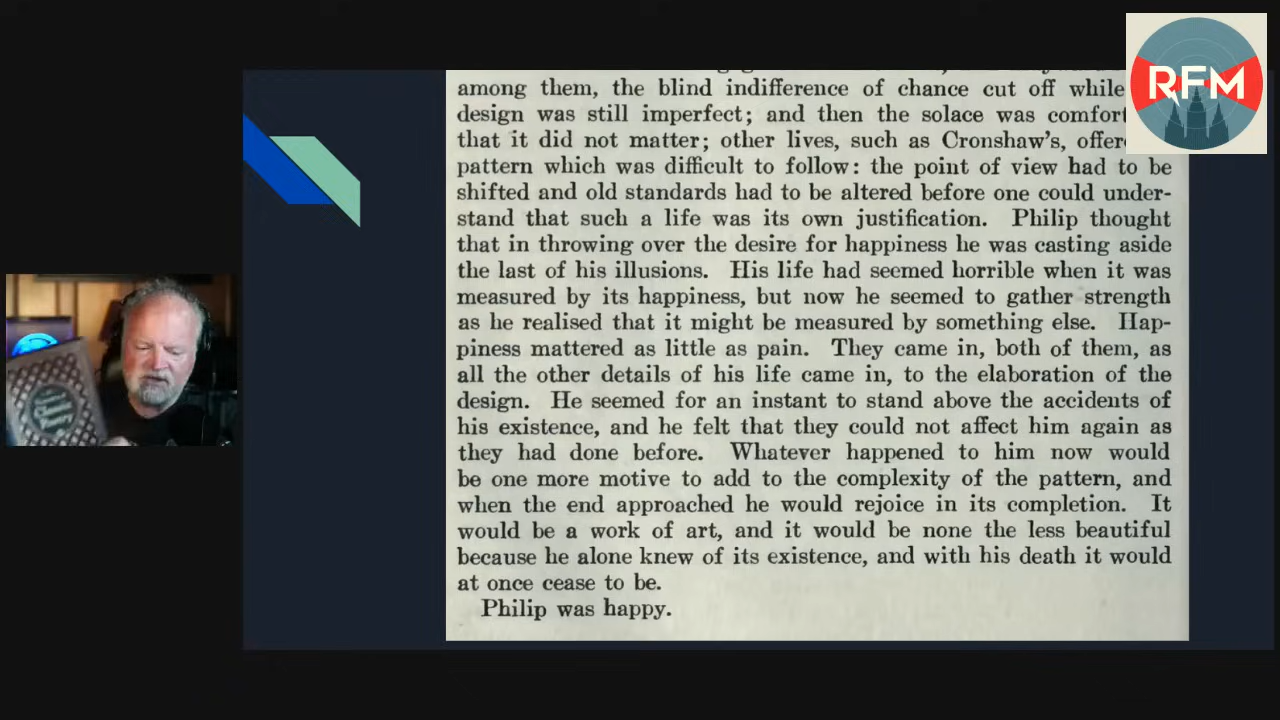 RFM
among them, the blind indifference of chance cut off while
design was still imperfect; and then the solace was
that it did not matter; other lives, such as Cronshaw's,
pattern which was difficult to follow: the point of view had to be
shifted and old standards had to be altered before one could under-
stand that such a life was its own justification. Philip thought
that in throwing over the desire for happiness he was casting aside
the last of his illusions. His life had seemed horrible when it was
measured by its happiness, but now he seemed to gather strength
as he realised that it might be measured by something else. Hap-
piness mattered as little as pain. They came in, both of them, as
all the other details of his life came in, to the elaboration of the
design. He seemed for an instant to stand above the accidents of
his existence, and he felt that they could not affect him again as
they had done before. Whatever happened to him now would
be one more motive to add to the complexity of the pattern, and
when the end approached he would rejoice in its completion. It
would be a work of art, and it would be none the less beautiful
because he alone knew of its existence, and with his death it would
at once cease to be.
Philip was happy.